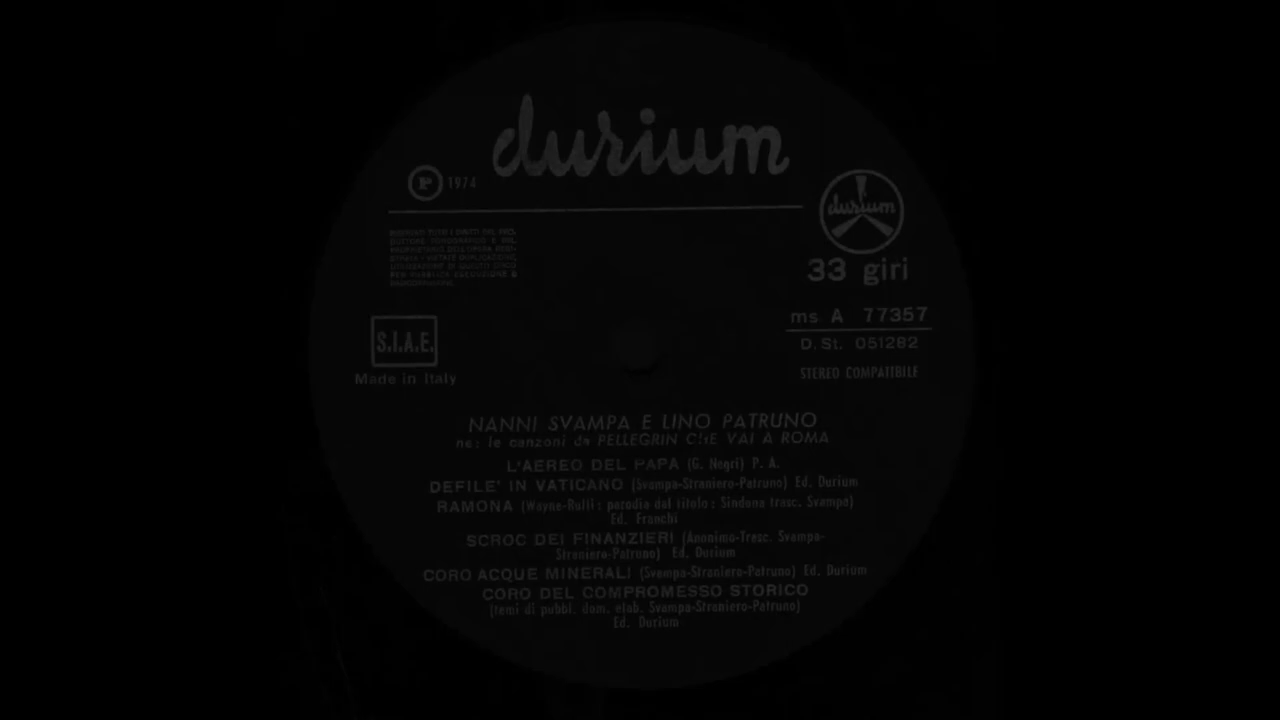 durium
P 1974
durium
33 giri
ms A 77357
D. St. 051282
STEREO COMPATIBILE
S.I.A.E.
Made in Italy
NANNI SVAMPA E LINO PATRUNO
ne: le canzoni da PELLEGRIN CHE VAI A ROMA
L'AEREO DEL PAPA (G. Negri) P. A.
DEFILE' IN VATICANO (Svampa-Straniero-Patruno) Ed. Durium
RAMONA (Wayne- : parodia dal titolo: Sindona trasc. Svampa)
Ed. Franchi
SCROC DEI FINANZIERI (Anonimo-Trasc. Svampa-
Straniero-Patruno) Ed. Durium
CORO ACQUE MINERALI (Svampa-Straniero-Patruno) Ed. Durium
CORO DEL COMPROMESSO STORICO
(temi di pubbl. dom. elab. Svampa-Straniero-Patruno)
Ed. Durium